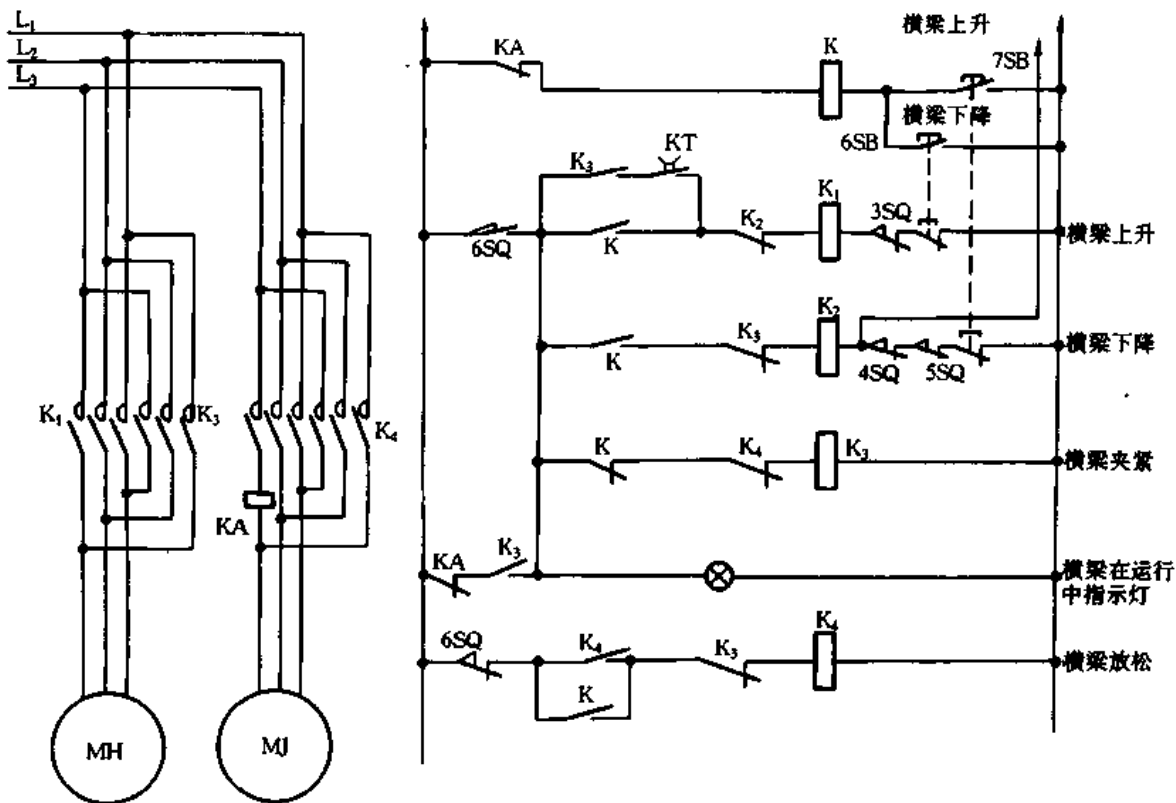 L1
L2
L3
K1
K3
K4
KA
MH
MJ
横梁上升
KA
K
7SB
横梁下降
6SB
K3
KT
6SQ
K
K2
K1
3SQ
横梁上升
K
K3
K2
4SQ
5SQ
横梁下降
K
K4
K3
横梁夹紧
KA
K3
横梁在运行
中指示灯
6SQ
K4
K
K3
K4
横梁放松